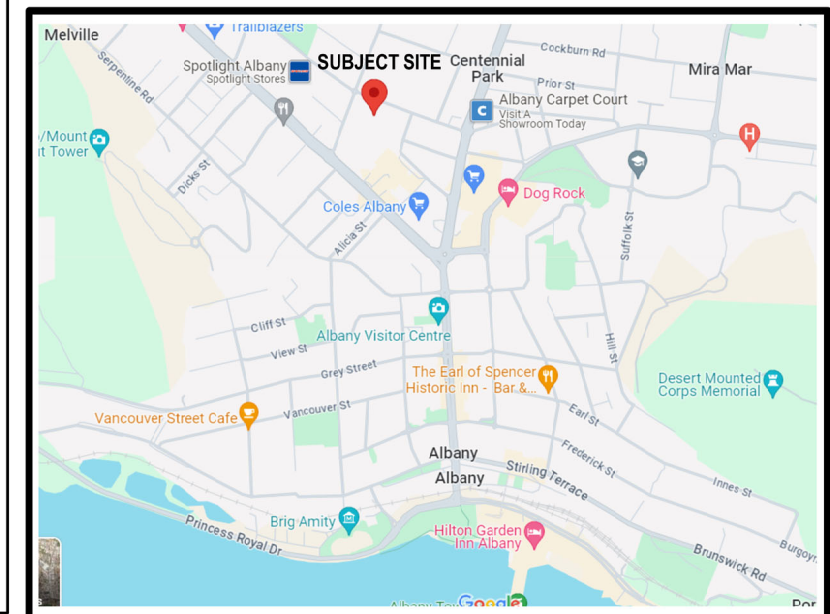 Melville
Trailblazers
Serpentine Rd
Spotlight Albany
Spotlight Stores
SUBJECT SITE
Centennial
Park
Cockburn Rd
Prior St
Mira Mar
C
Albany Carpet Court
Visit A
Showroom Today
H
o/Mount
t Tower
Dicks St
Coles Albany
Dog Rock
Alicia St
Suffolk St
Cliff St
Albany Visitor Centre
View St
Hill St
Grey Street
The Earl of Spencer
Historic Inn - Bar &...
Desert Mounted
Corps Memorial
Vancouver Street Cafe
Vancouver St
Earl St
Albany
Albany
Frederick St
Stirling Terrace
Innes St
Brig Amity
Princess Royal Dr
Hilton Garden
Inn Albany
Brunswick Rd
Burgoyn
Google